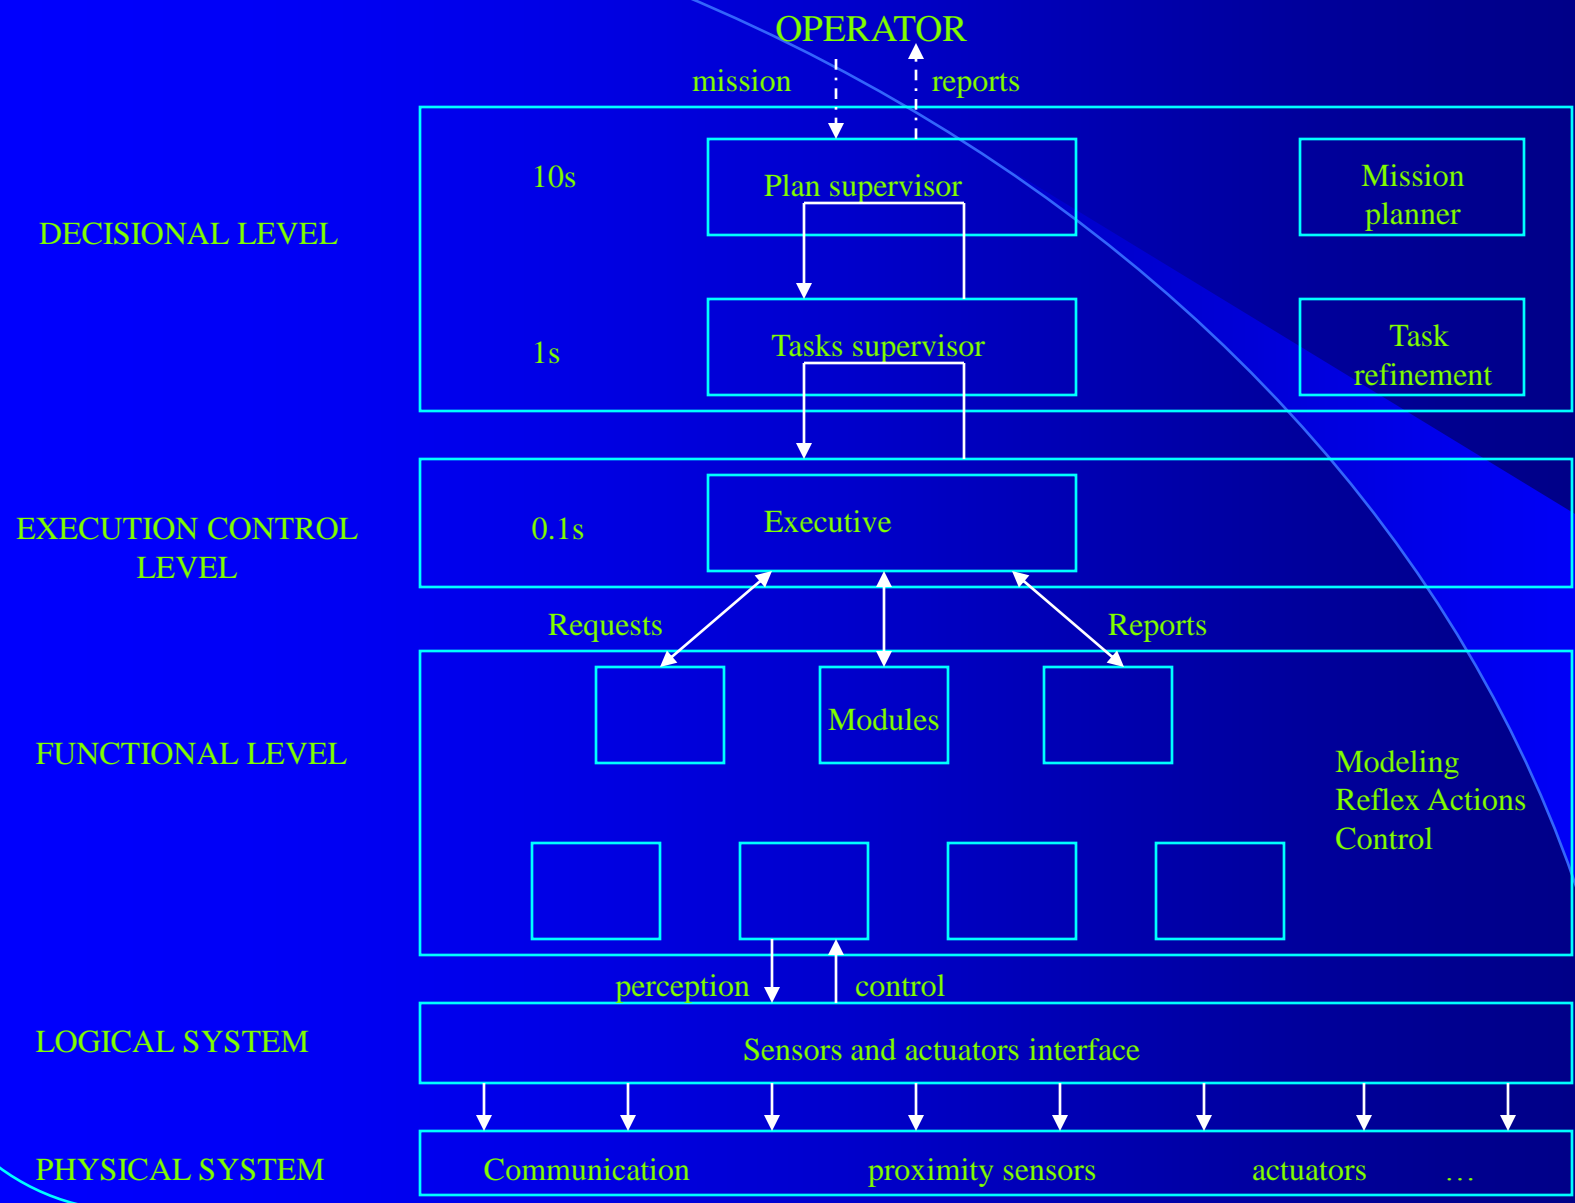 OPERATOR
mission
reports
10s
Plan supervisor
Mission
planner
DECISIONAL LEVEL
1s
Tasks supervisor
Task
refinement
EXECUTION CONTROL
LEVEL
0.1s
Executive
Requests
Reports
Modules
FUNCTIONAL LEVEL
Modeling
Reflex Actions
Control
perception
control
LOGICAL SYSTEM
Sensors and actuators interface
PHYSICAL SYSTEM
Communication
proximity sensors
actuators
…